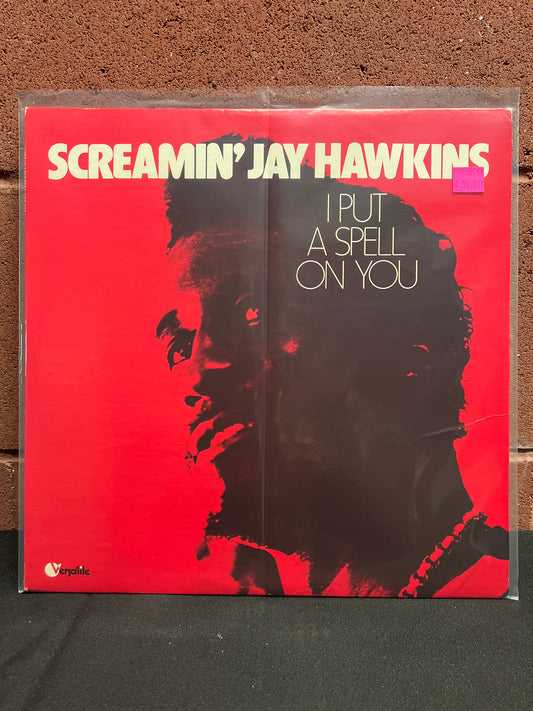 SCREAMIN' JAY HAWKINS
I PUT
A SPELL
ON YOU
Versatile